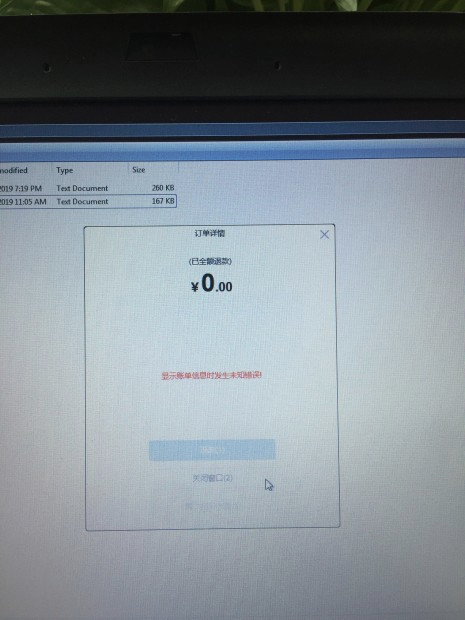 modified Type Size
2019 7:19 PM Text Document 260 KB
2019 11:05 AM Text Document 167 KB
订单详情
(已全额退款)
¥0.00
显示账单信息时发生未知错误!
关闭窗口(Z)